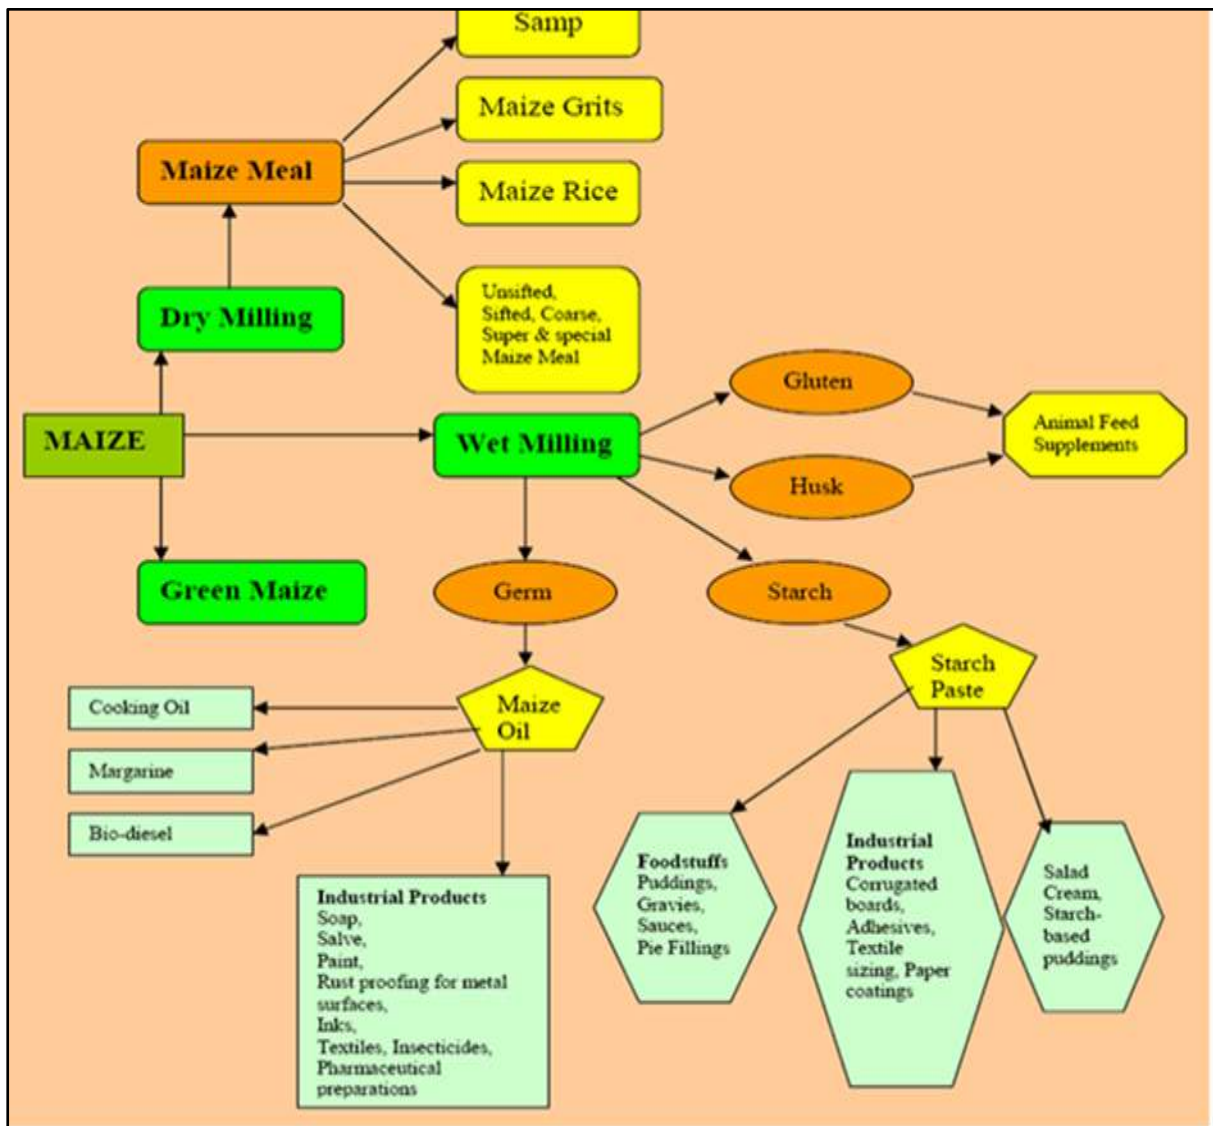 Samp
Maize Grits
Maize Meal
Maize Rice
Unsifted,
Sifted, Coarse,
Super & special
Maize Meal
Dry Milling
Gluten
MAIZE
Wet Milling
Animal Feed
Supplements
Husk
Green Maize
Germ
Starch
Starch
Paste
Maize
Oil
Cooking Oil
Margarine
Bio-diesel
Industrial Products
Soap,
Salve,
Paint,
Rust proofing for metal
surfaces,
Inks,
Textiles, Insecticides,
Pharmaceutical
preparations
Foodstuffs
Puddings,
Gravies,
Sauces,
Pie Fillings
Industrial
Products
Corrugated
boards,
Adhesives,
Textile
sizing, Paper
coatings
Salad
Cream,
Starch-
based
puddings